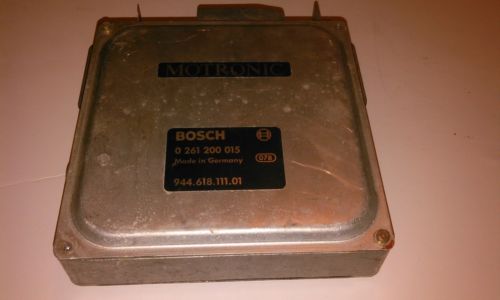 MOTRONIC
BOSCH
0 261 200 015
Made in Germany 078
944.618.111.01